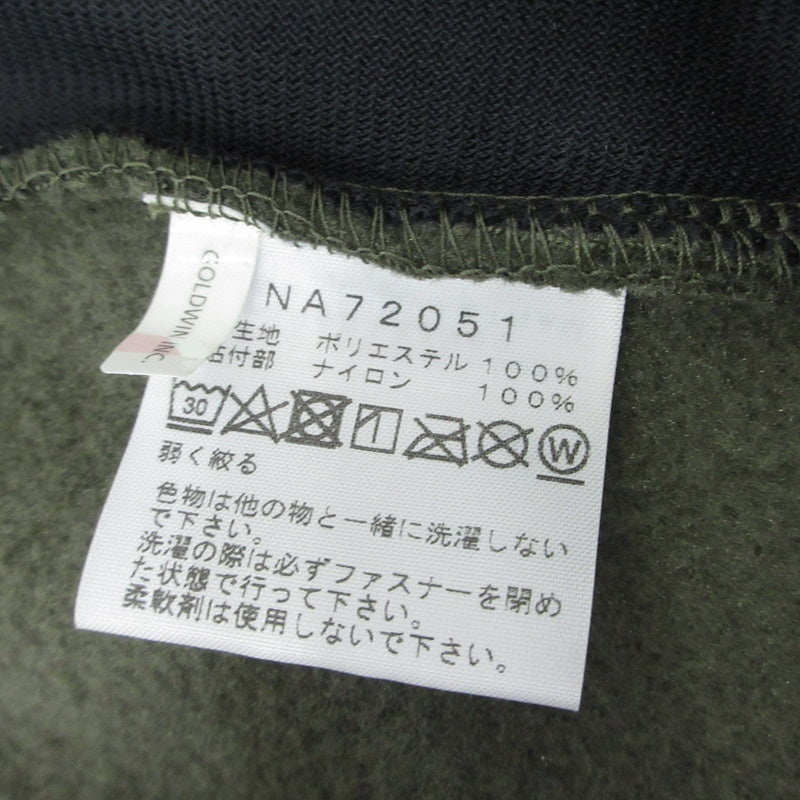 GOLDWIN INC.
NA72051
生地 ポリエステル 100%
付部 ナイロン 100%
30
W
弱く絞る
色物は他の物と一緒に洗濯しない
で下さい。
洗濯の際は必ずファスナーを閉め
た状態で行って下さい。
柔軟剤は使用しないで下さい。